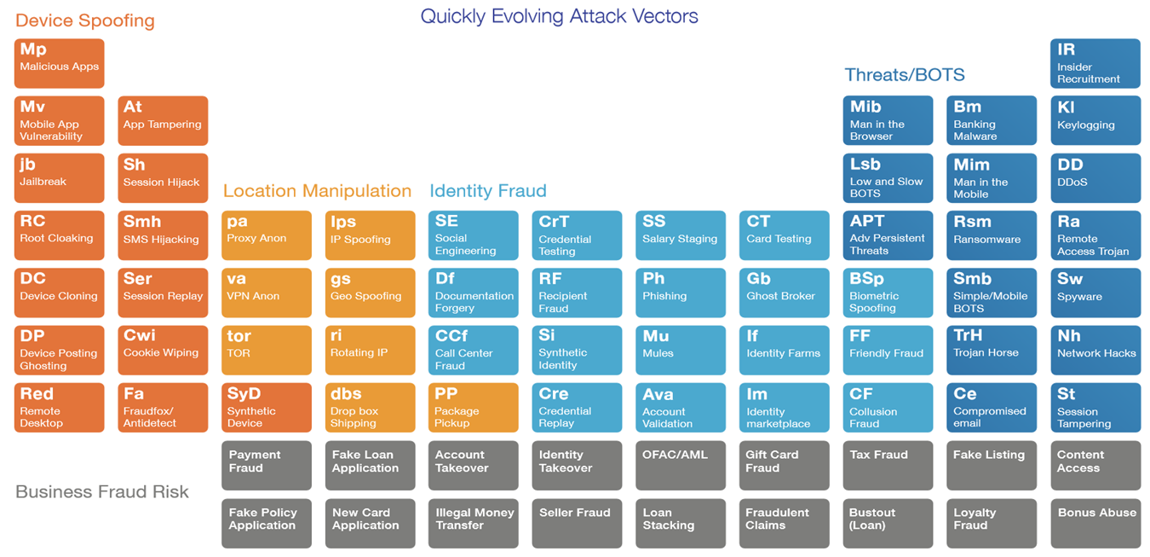 Quickly Evolving Attack Vectors
Device Spoofing
Mp
Malicious Apps
IR
Insider
Recruitment
Threats/BOTS
Mv
Mobile App
Vulnerability
At
App Tampering
Mib
Man in the
Browser
Bm
Banking
Malware
Kl
Keylogging
jb
Jailbreak
Sh
Session Hijack
Lsb
Low and Slow
BOTS
Mim
Man in the
Mobile
DD
DDoS
Location Manipulation
Identity Fraud
RC
Root Cloaking
Smh
SMS Hijacking
pa
Proxy Anon
Ips
IP Spoofing
SE
Social
Engineering
CrT
Credential
Testing
SS
Salary Staging
CT
Card Testing
APT
Adv Persistent
Threats
Rsm
Ransomware
Ra
Remote
Access Trojan
DC
Device Cloning
Ser
Session Replay
va
VPN Anon
gs
Geo Spoofing
Df
Documentation
Forgery
RF
Recipient
Fraud
Ph
Phishing
Gb
Ghost Broker
BSp
Biometric
Spoofing
Smb
Simple/Mobile
BOTS
Sw
Spyware
DP
Device Posting
Ghosting
Cwi
Cookie Wiping
tor
TOR
ri
Rotating IP
CCf
Call Center
Fraud
Si
Synthetic
Identity
Mu
Mules
If
Identity Farms
FF
Friendly Fraud
TrH
Trojan Horse
Nh
Network Hacks
Red
Remote
Desktop
Fa
Fraudfox/
Antidetect
SyD
Synthetic
Device
dbs
Drop box
Shipping
PP
Package
Pickup
Cre
Credential
Replay
Ava
Account
Validation
Im
Identity
marketplace
CF
Collusion
Fraud
Ce
Compromised
email
St
Session
Tampering
Business Fraud Risk
Payment
Fraud
Fake Loan
Application
Account
Takeover
Identity
Takeover
OFAC/AML
Gift Card
Fraud
Tax Fraud
Fake Listing
Content
Access
Fake Policy
Application
New Card
Application
Illegal Money
Transfer
Seller Fraud
Loan
Stacking
Fraudulent
Claims
Bustout
(Loan)
Loyalty
Fraud
Bonus Abuse